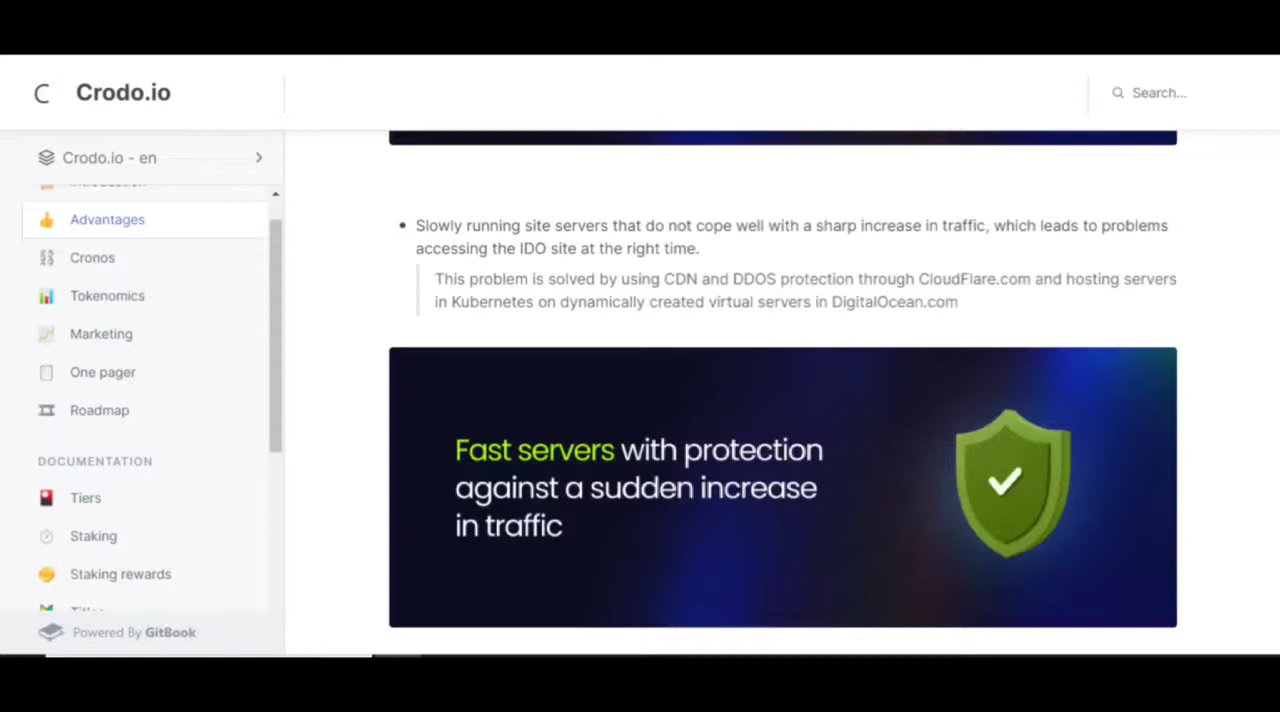 C Crodo.io
Search...
Crodo.io - en
Advantages
Cronos
Tokenomics
Marketing
One pager
Roadmap
DOCUMENTATION
Tiers
Staking
Staking rewards
Powered By GitBook
Slowly running site servers that do not cope well with a sharp increase in traffic, which leads to problems
accessing the IDO site at the right time.
This problem is solved by using CDN and DDOS protection through CloudFlare.com and hosting servers
in Kubernetes on dynamically created virtual servers in DigitalOcean.com
Fast servers with protection
against a sudden increase
in traffic